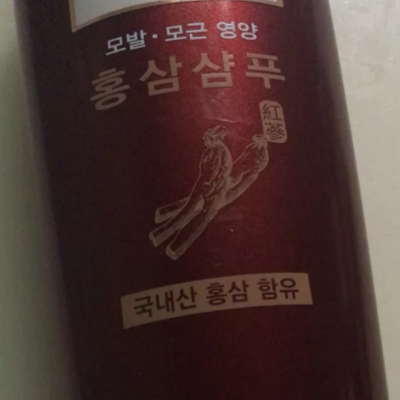 모발·모근 영양
홍삼샴푸
紅蔘
국내산 홍삼 함유